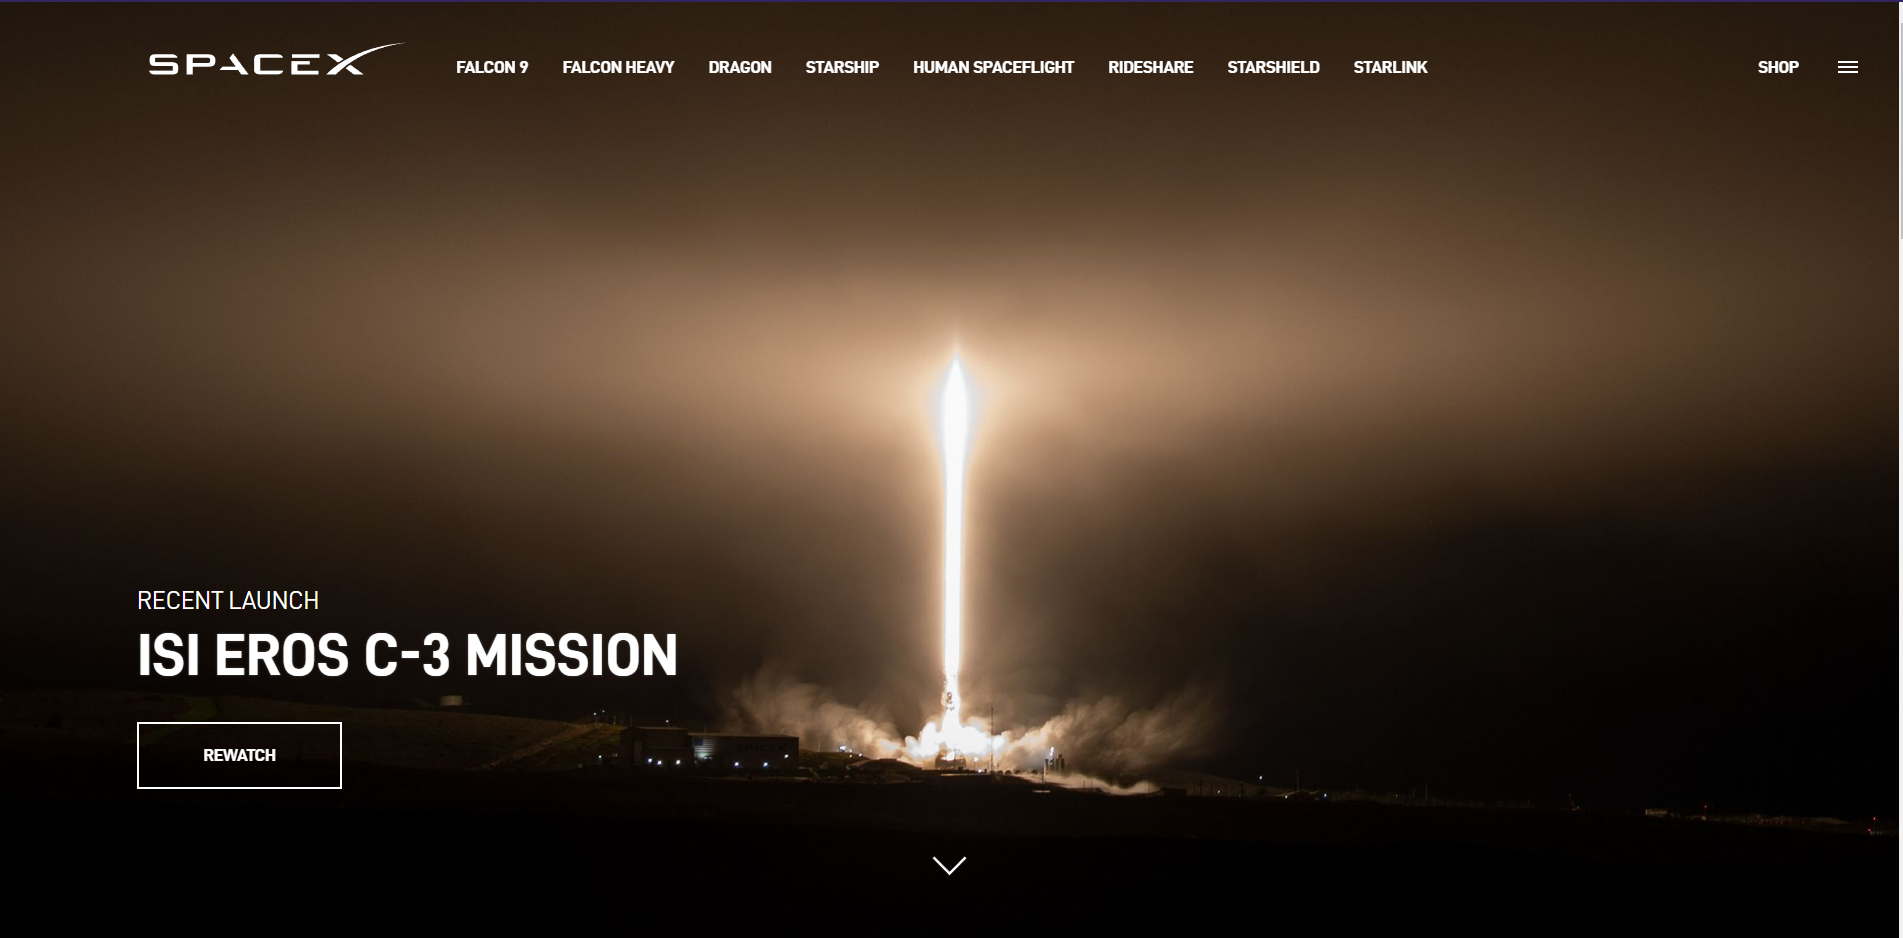 SPACEX FALCON 9 FALCON HEAVY DRAGON STARSHIP HUMAN SPACEFLIGHT RIDESHARE STARSHIELD STARLINK SHOP
RECENT LAUNCH
ISI EROS C-3 MISSION
SPACEX
REWATCH